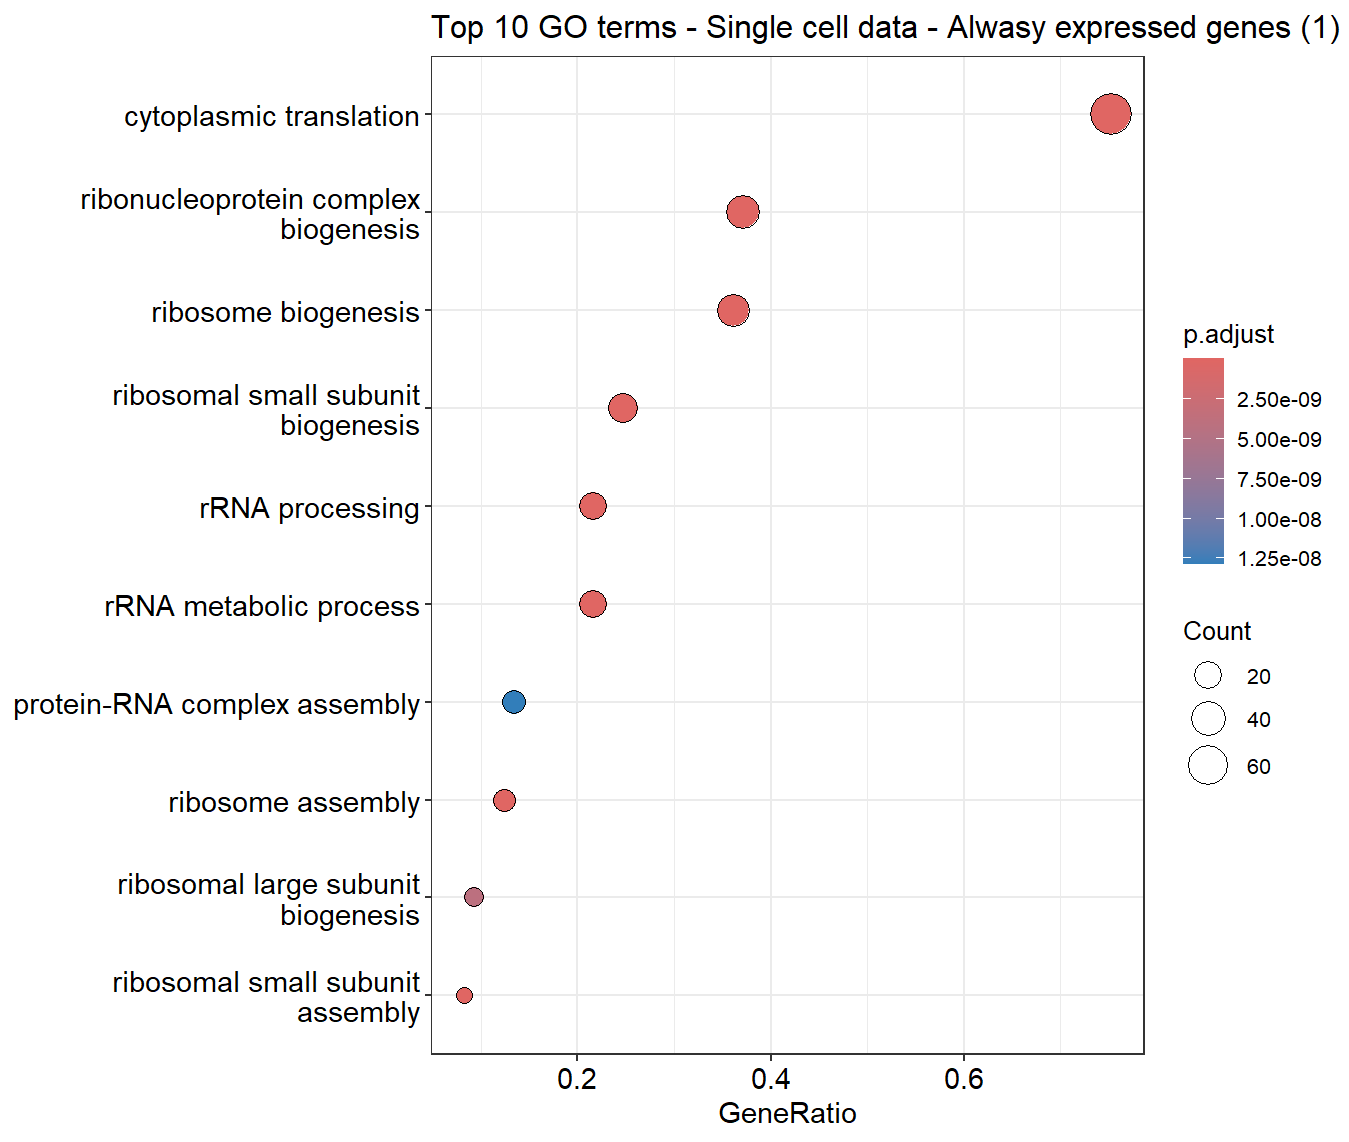 Top 10 GO terms - Single cell data - Alwasy expressed genes (1)
cytoplasmic translation
ribonucleoprotein complex
biogenesis
ribosome biogenesis
ribosomal small subunit
biogenesis
rRNA processing
rRNA metabolic process
protein-RNA complex assembly
ribosome assembly
ribosomal large subunit
biogenesis
ribosomal small subunit
assembly
0.2
0.4
0.6
GeneRatio
p.adjust
2.50e-09
5.00e-09
7.50e-09
1.00e-08
1.25e-08
Count
20
40
60